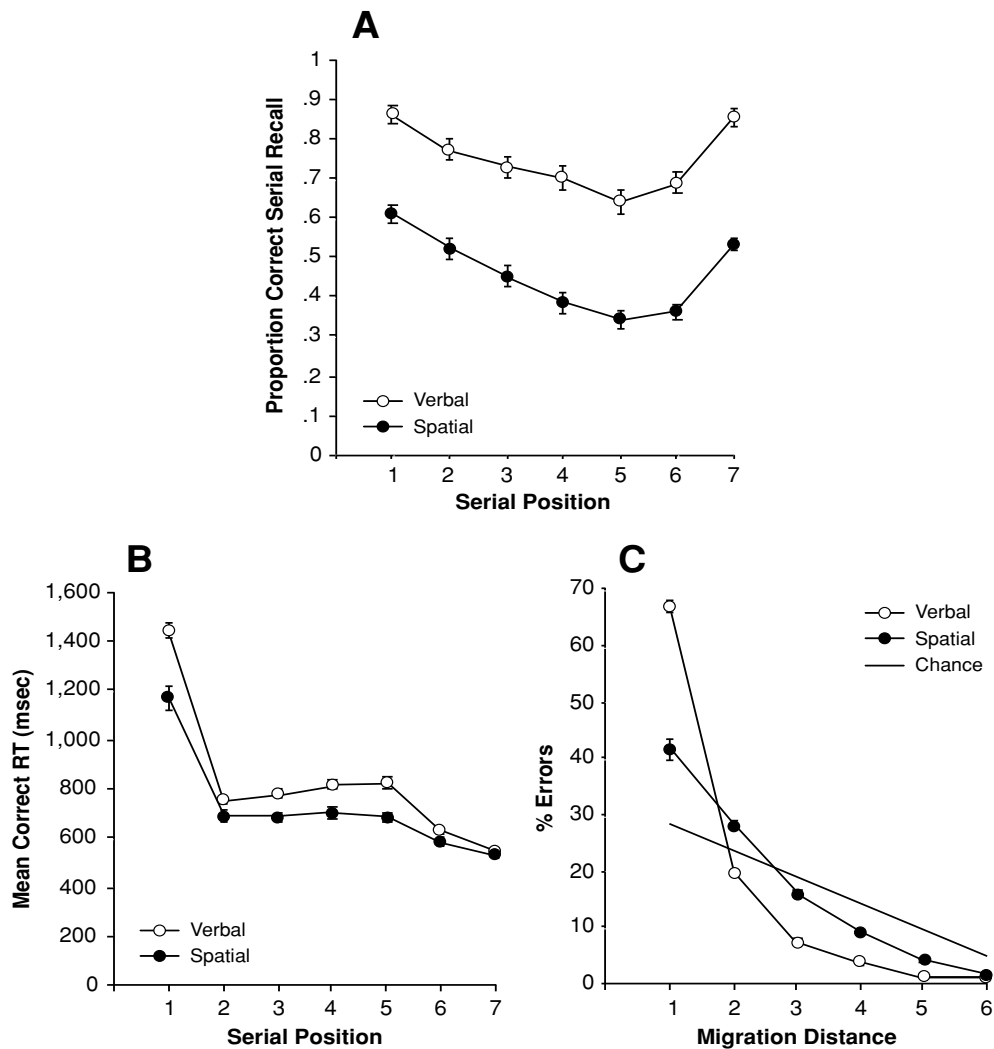 A
Proportion Correct Serial Recall
1
.9
.8
.7
.6
.5
.4
.3
.2
.1
0
Verbal
Spatial
1 2 3 4 5 6 7
Serial Position
B
Mean Correct RT (msec)
1,600
1,400
1,200
1,000
800
600
400
200
0
Verbal
Spatial
1 2 3 4 5 6 7
Serial Position
C
% Errors
70
60
50
40
30
20
10
0
Verbal
Spatial
Chance
1 2 3 4 5 6
Migration Distance